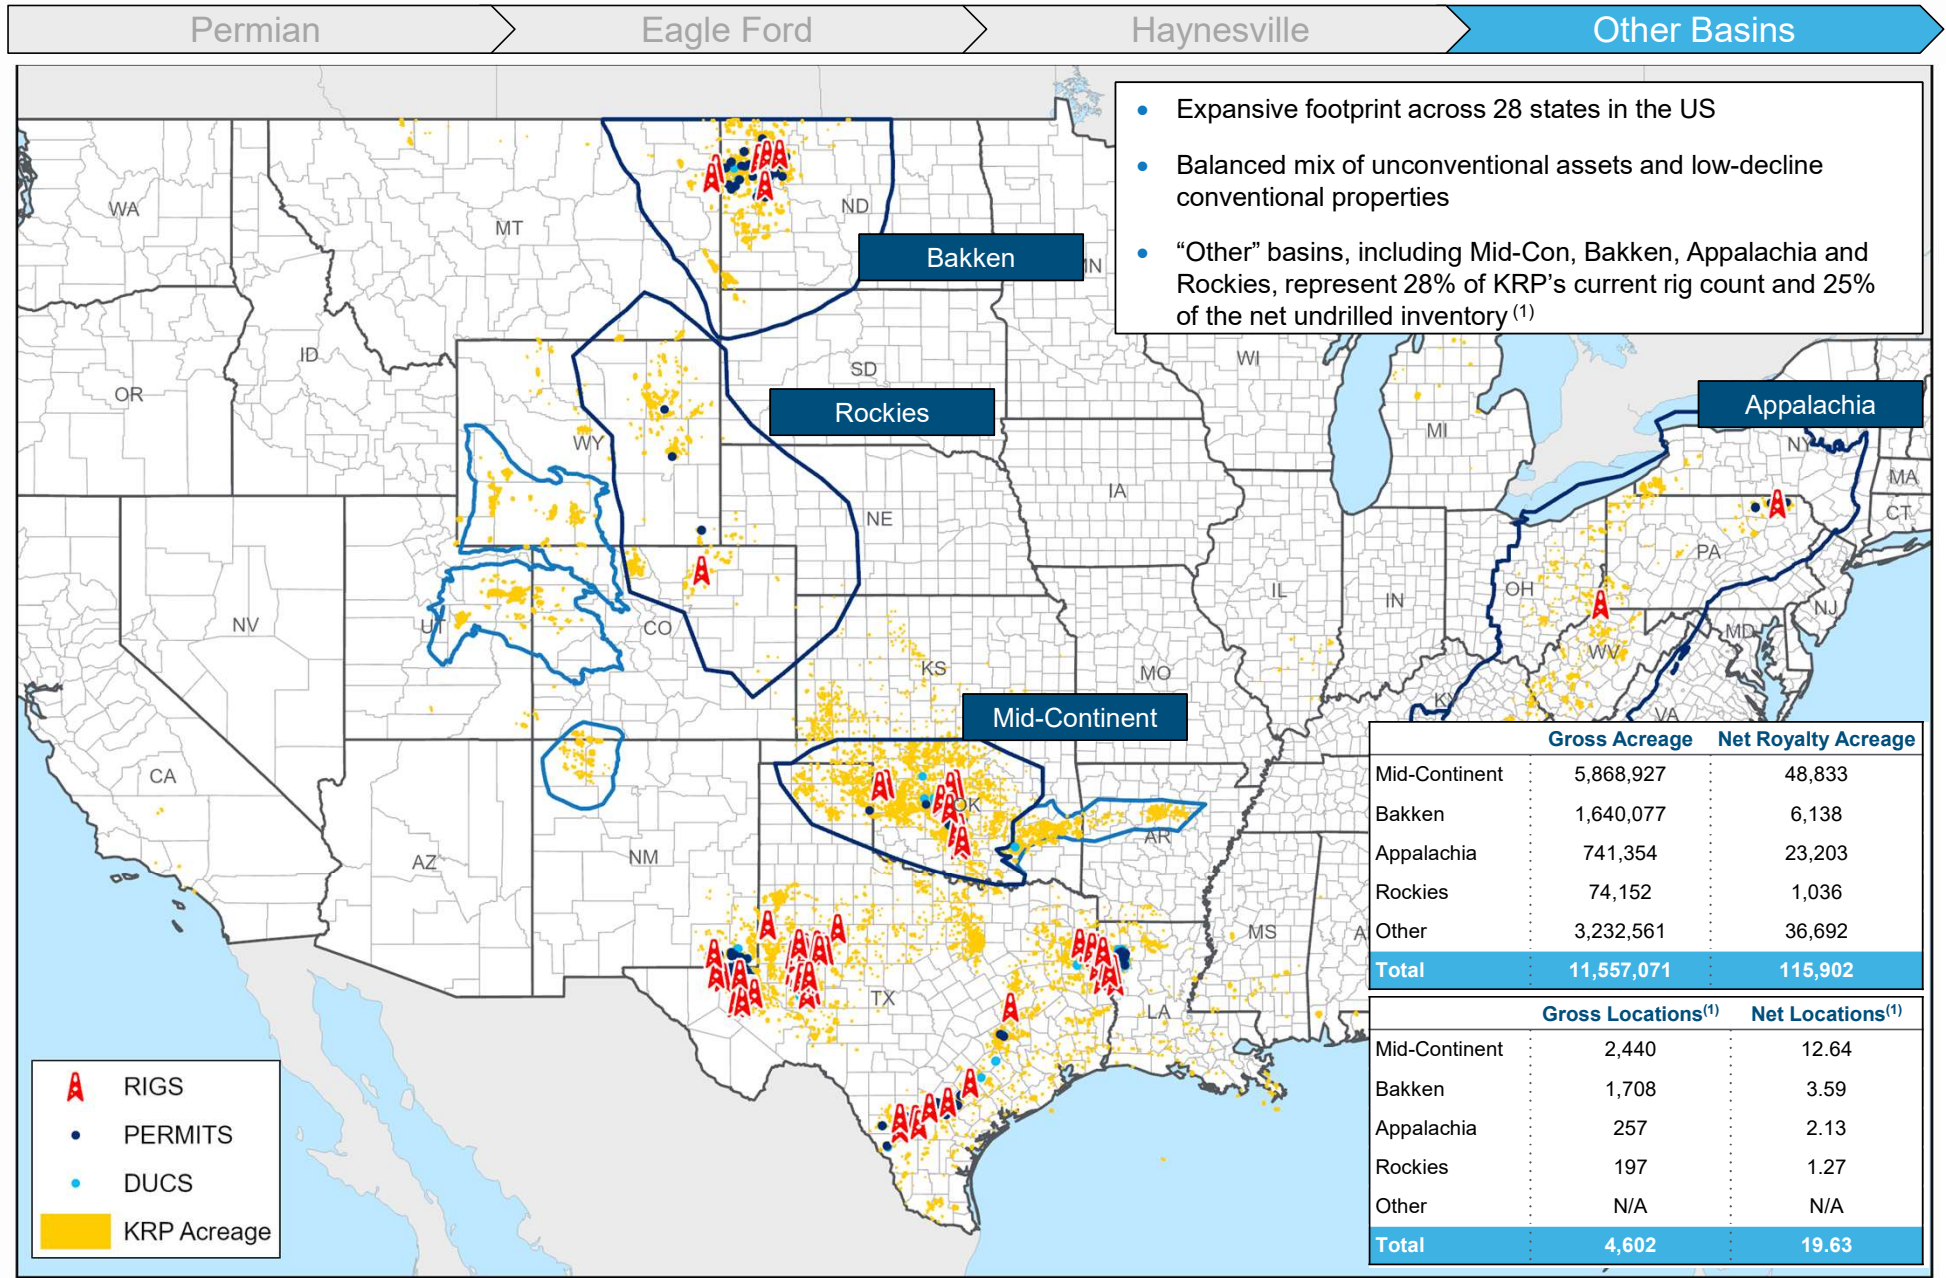 Permian
Eagle Ford
Haynesville
Other Basins
• Expansive footprint across 28 states in the US
• Balanced mix of unconventional assets and low-decline
conventional properties
• “Other” basins, including Mid-Con, Bakken, Appalachia and
Rockies, represent 28% of KRP’s current rig count and 25%
of the net undrilled inventory (1)
WA
MT
ND
MN
Bakken
OR
ID
SD
WI
MI
Rockies
Appalachia
WY
NY
MA
CT
IA
NE
PA
NV
UT
CO
IL
IN
OH
NJ
MD
WV
KS
MO
KY
VA
Mid-Continent
CA
AZ
NM
OK
AR
TX
LA
MS
A
Gross Acreage Net Royalty Acreage
Mid-Continent 5,868,927 48,833
Bakken 1,640,077 6,138
Appalachia 741,354 23,203
Rockies 74,152 1,036
Other 3,232,561 36,692
Total 11,557,071 115,902
Gross Locations(1) Net Locations(1)
Mid-Continent 2,440 12.64
Bakken 1,708 3.59
Appalachia 257 2.13
Rockies 197 1.27
Other N/A N/A
Total 4,602 19.63
RIGS
PERMITS
DUCS
KRP Acreage